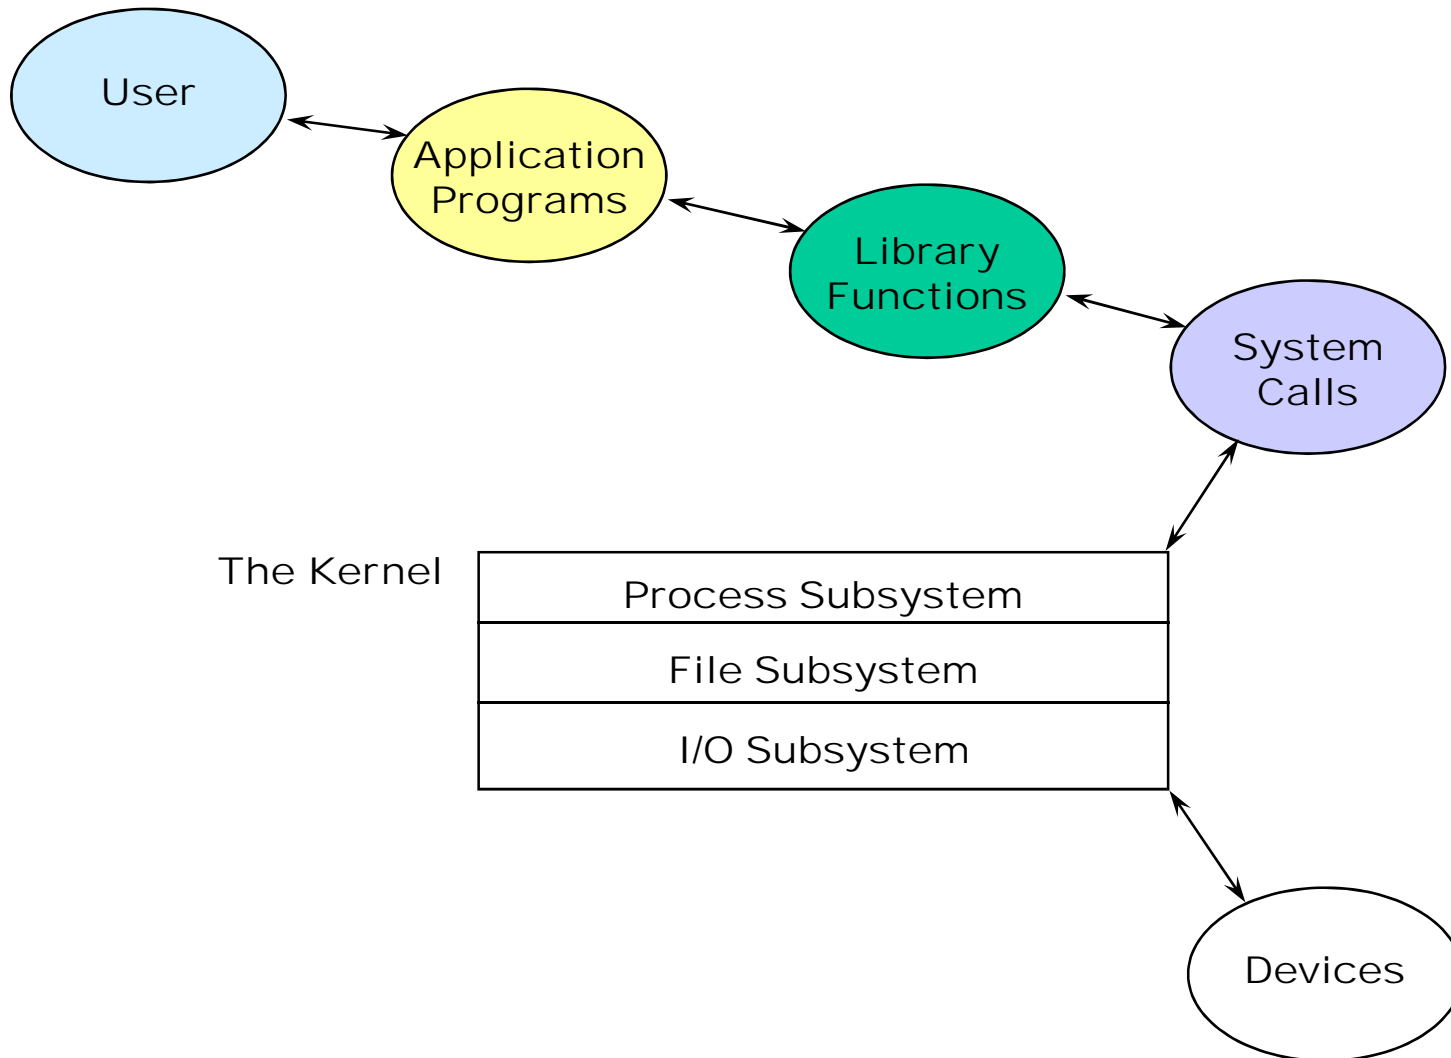 User
Application
Programs
Library
Functions
System
Calls
The Kernel
Process Subsystem
File Subsystem
I/O Subsystem
Devices